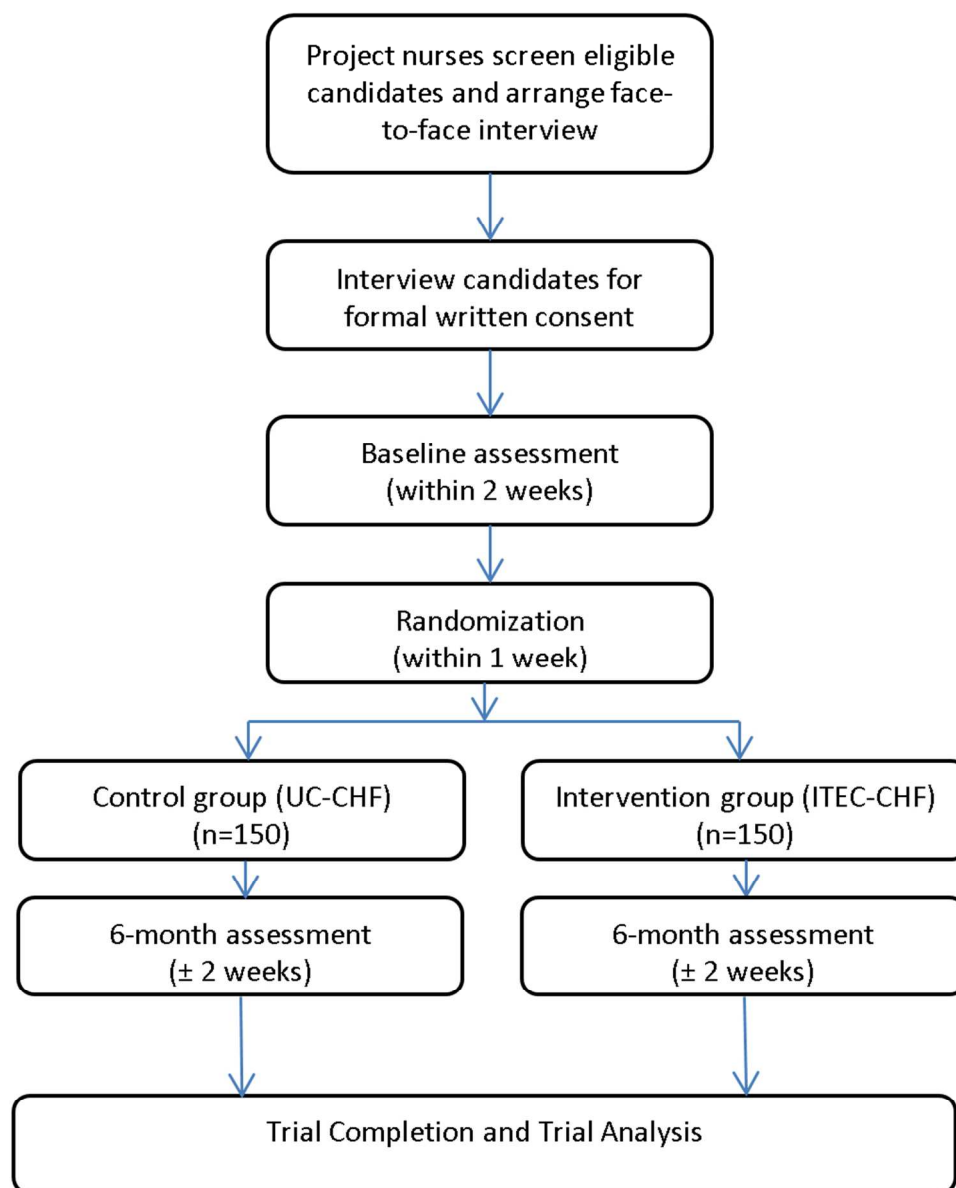 Project nurses screen eligible
candidates and arrange face-
to-face interview
Interview candidates for
formal written consent
Baseline assessment
(within 2 weeks)
Randomization
(within 1 week)
Control group (UC-CHF)
(n=150)
Intervention group (ITEC-CHF)
(n=150)
6-month assessment
(± 2 weeks)
6-month assessment
(± 2 weeks)
Trial Completion and Trial Analysis